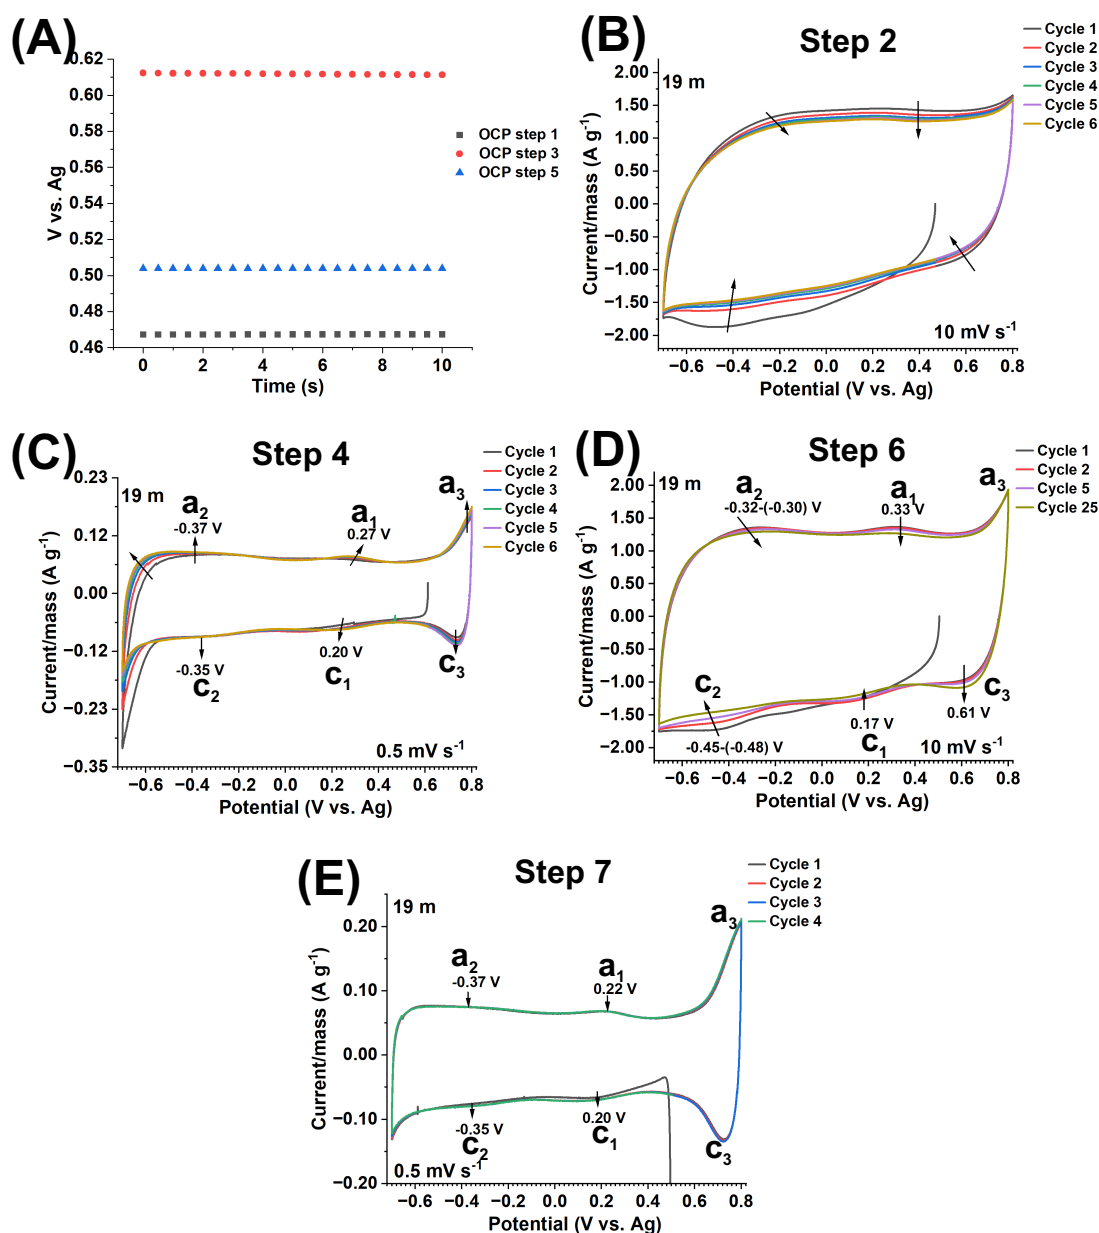 (A)
0.62
0.60
0.58
0.56
0.54
0.52
0.50
0.48
0.46
V vs. Ag
0 2 4 6 8 10
Time (s)
OCP step 1
OCP step 3
OCP step 5
(B)
Step 2
19 m
Cycle 1
Cycle 2
Cycle 3
Cycle 4
Cycle 5
Cycle 6
2.00
1.50
1.00
0.50
0.00
−0.50
−1.00
−1.50
−2.00
Current/mass (A g⁻¹)
10 mV s⁻¹
−0.6 −0.4 −0.2 0.0 0.2 0.4 0.6 0.8
Potential (V vs. Ag)
(C)
Step 4
19 m
Cycle 1
Cycle 2
Cycle 3
Cycle 4
Cycle 5
Cycle 6
0.23
0.12
0.00
−0.12
−0.23
−0.35
Current/mass (A g⁻¹)
a₂
-0.37 V
a₁
0.27 V
a₃
-0.35 V
c₂
0.20 V
c₁
c₃
0.5 mV s⁻¹
−0.6 −0.4 −0.2 0.0 0.2 0.4 0.6 0.8
Potential (V vs. Ag)
(D)
Step 6
19 m
Cycle 1
Cycle 2
Cycle 5
Cycle 25
2.00
1.50
1.00
0.50
0.00
−0.50
−1.00
−1.50
−2.00
Current/mass (A g⁻¹)
a₂
-0.32-(-0.30) V
a₁
0.33 V
a₃
c₂
-0.45-(-0.48) V
0.17 V
c₁
0.61 V
c₃
10 mV s⁻¹
−0.6 −0.4 −0.2 0.0 0.2 0.4 0.6 0.8
Potential (V vs. Ag)
(E)
Step 7
19 m
Cycle 1
Cycle 2
Cycle 3
Cycle 4
0.20
0.10
0.00
−0.10
−0.20
Current/mass (A g⁻¹)
a₂
-0.37 V
a₁
0.22 V
a₃
-0.35 V
c₂
0.20 V
c₁
c₃
0.5 mV s⁻¹
−0.6 −0.4 −0.2 0.0 0.2 0.4 0.6 0.8
Potential (V vs. Ag)